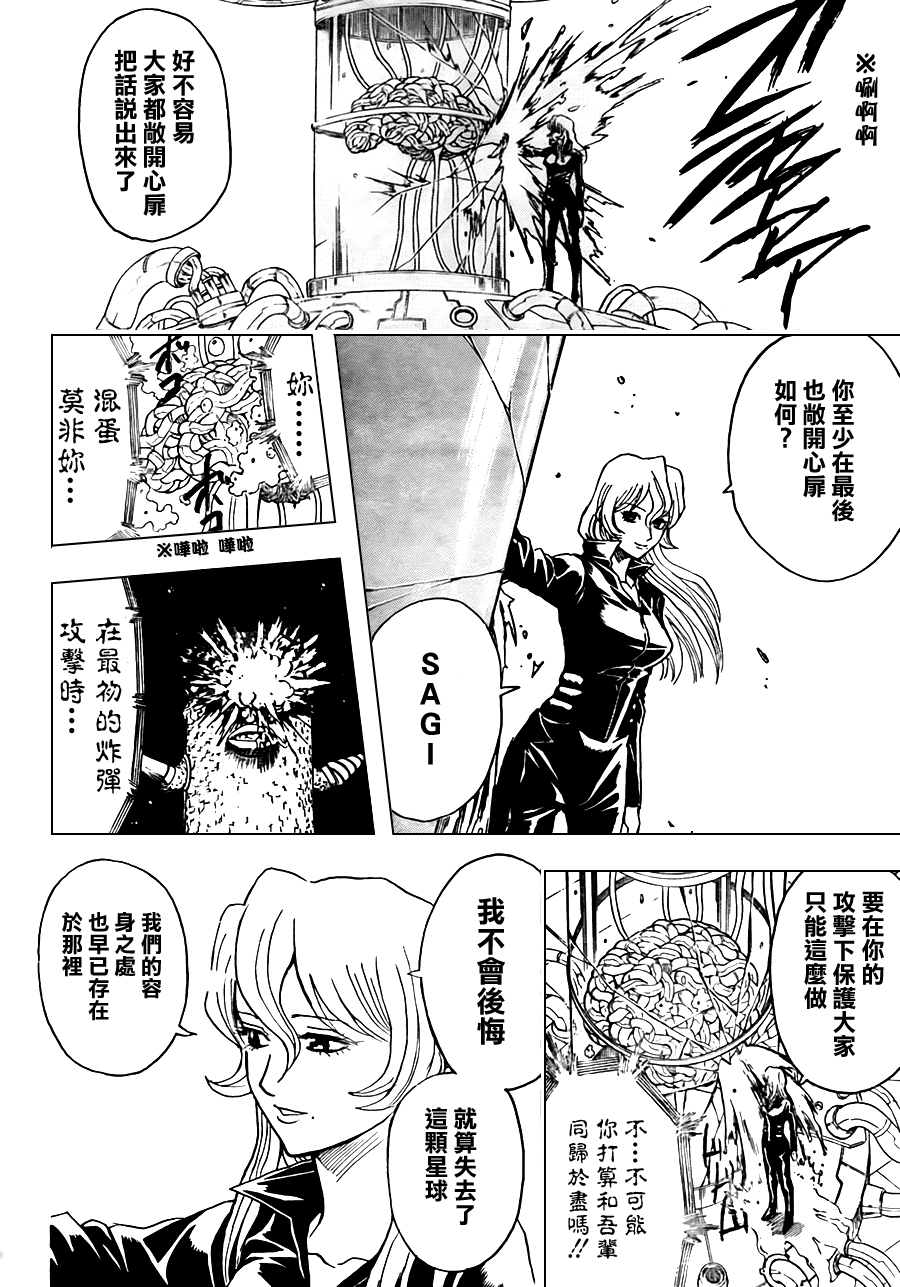 好不容易
大家都敞開心扉
把話説出來了
你至少在最後
也敞開心扉
如何？
SAGI
妳……
混蛋
莫非妳…
ボコ
ボコ
※嘩啦 嘩啦
在最初的炸彈
攻擊時…
要在你的
攻擊下保護大家
只能這麼做
不…不可能
你打算和吾輩
同歸於盡嗎!!
我不會後悔
就算失去了
這顆星球
我們的容
身之處
也早已存在
於那裡